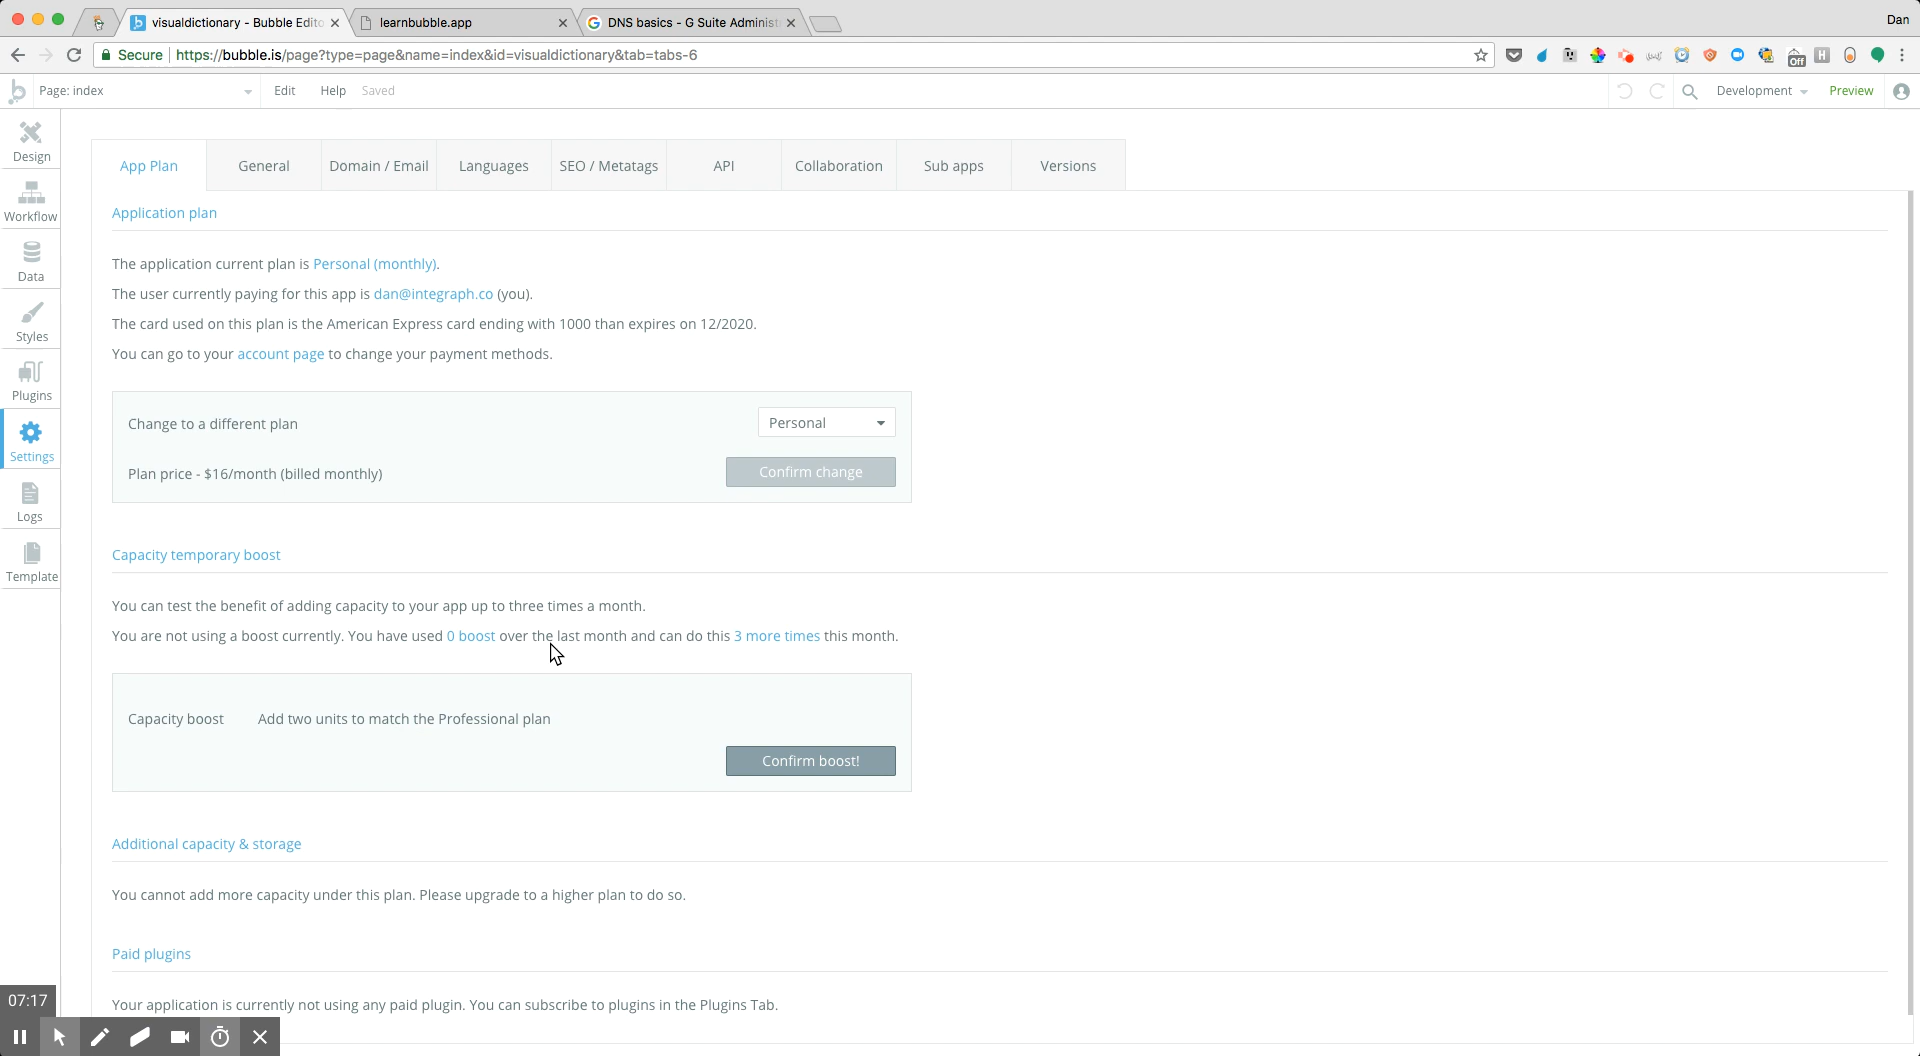 visualdictionary - Bubble Edito
learnbubble.app
DNS basics - G Suite Administ
Dan
Secure
https://bubble.is/page?type=page&name=index&id=visualdictionary&tab=tabs-6
Off
H
Page: index
Edit
Help
Saved
Development
Preview
Design
Workflow
Data
Styles
Plugins
Settings
Logs
Template
App Plan
General
Domain / Email
Languages
SEO / Metatags
API
Collaboration
Sub apps
Versions
Application plan
The application current plan is Personal (monthly).
The user currently paying for this app is dan@integraph.co (you).
The card used on this plan is the American Express card ending with 1000 than expires on 12/2020.
You can go to your account page to change your payment methods.
Change to a different plan
Personal
Plan price - $16/month (billed monthly)
Confirm change
Capacity temporary boost
You can test the benefit of adding capacity to your app up to three times a month.
You are not using a boost currently. You have used 0 boost over the last month and can do this 3 more times this month.
Capacity boost
Add two units to match the Professional plan
Confirm boost!
Additional capacity & storage
You cannot add more capacity under this plan. Please upgrade to a higher plan to do so.
Paid plugins
Your application is currently not using any paid plugin. You can subscribe to plugins in the Plugins Tab.
07:17